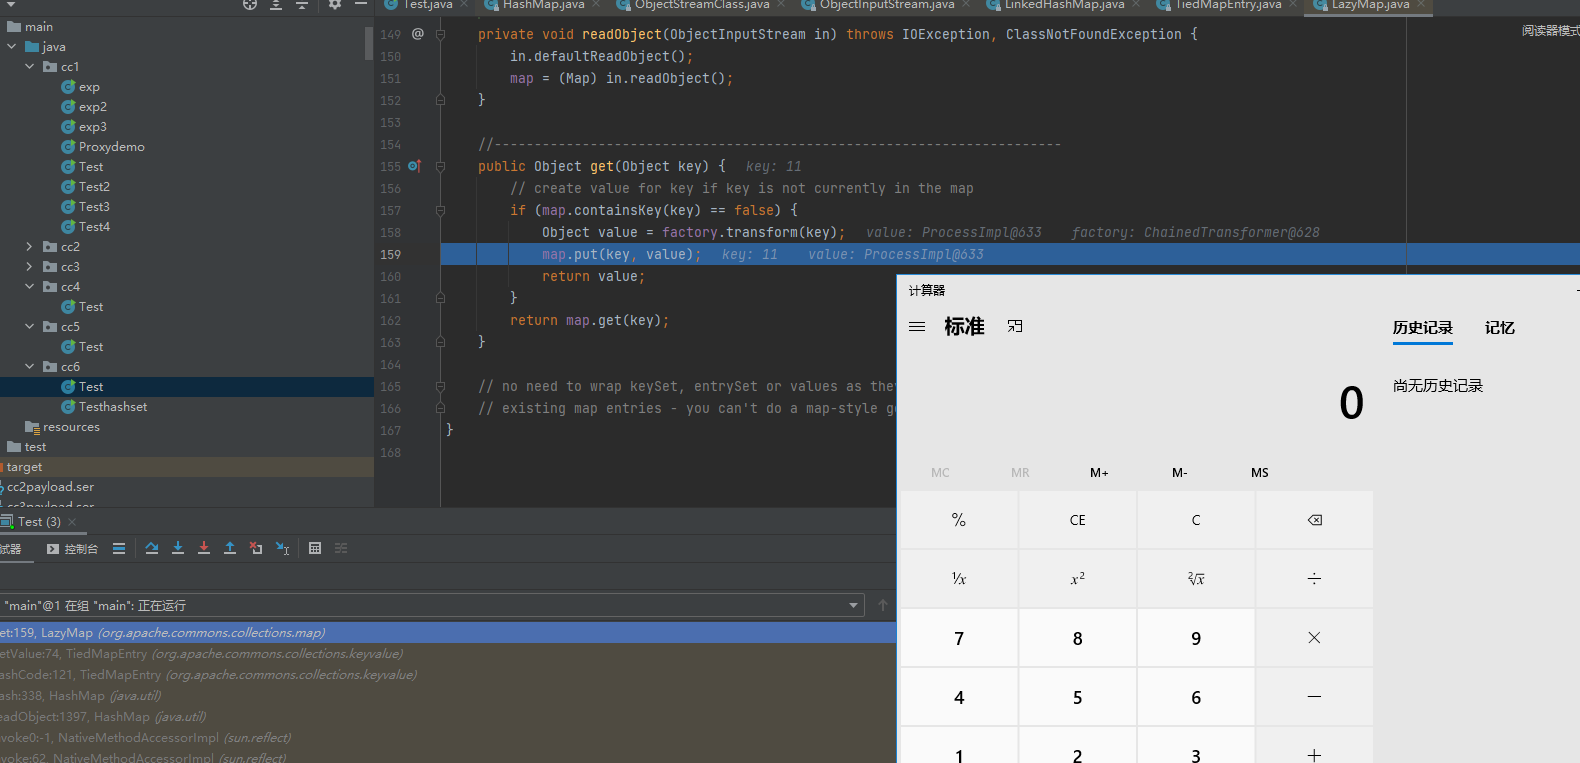 Test.java
HashMap.java
ObjectStreamClass.java
ObjectInputStream.java
LinkedHashMap.java
TiedMapEntry.java
LazyMap.java
main
java
cc1
exp
exp2
exp3
Proxydemo
Test
Test2
Test3
Test4
cc2
cc3
cc4
Test
cc5
Test
cc6
Test
Testhashset
resources
test
target
cc2payload.ser
cc3payload.ser
阅读器模式
149 @ private void readObject(ObjectInputStream in) throws IOException, ClassNotFoundException {
150 in.defaultReadObject();
151 map = (Map) in.readObject();
152 }
153
154 //-----------------------------------------------------------------------
155 public Object get(Object key) { key: 11
156 // create value for key if key is not currently in the map
157 if (map.containsKey(key) == false) {
158 Object value = factory.transform(key); value: ProcessImpl@633 factory: ChainedTransformer@628
159 map.put(key, value); key: 11 value: ProcessImpl@633
160 return value;
161 }
162 return map.get(key);
163 }
164
165 // no need to wrap keySet, entrySet or values as the
166 // existing map entries - you can't do a map-style g
167 }
168
Test (3)
试器
控制台
"main"@1 在组 "main": 正在运行
et:159, LazyMap (org.apache.commons.collections.map)
etValue:74, TiedMapEntry (org.apache.commons.collections.keyvalue)
ashCode:121, TiedMapEntry (org.apache.commons.collections.keyvalue)
ash:338, HashMap (java.util)
eadObject:1397, HashMap (java.util)
voke0:-1, NativeMethodAccessorImpl (sun.reflect)
voke:62, NativeMethodAccessorImpl (sun.reflect)
计算器
标准
历史记录 记忆
尚无历史记录
0
MC MR M+ M- MS
% CE C
¹/x x² ²√x ÷
7 8 9 ×
4 5 6 −
1 2 3 +